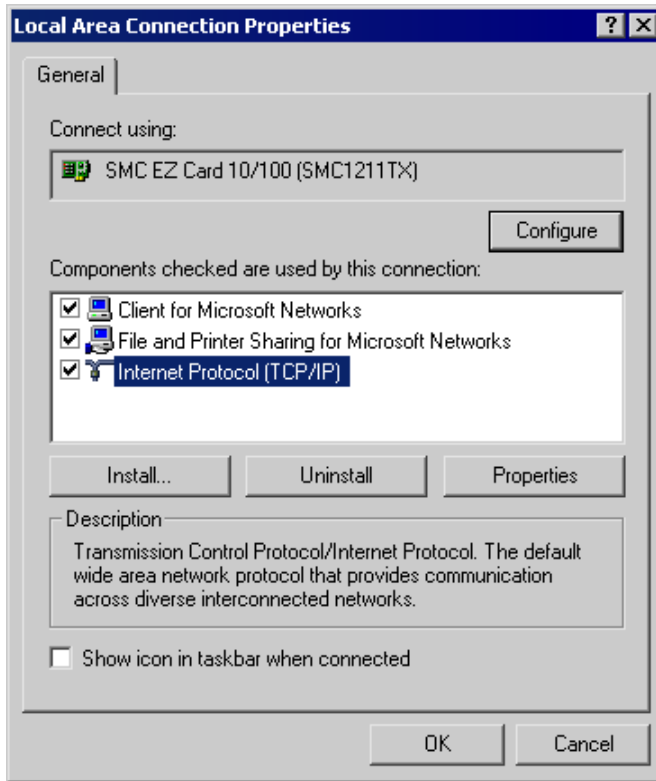 Local Area Connection Properties
General
Connect using:
SMC EZ Card 10/100 (SMC1211TX)
Configure
Components checked are used by this connection:
Client for Microsoft Networks
File and Printer Sharing for Microsoft Networks
Internet Protocol (TCP/IP)
Install... Uninstall Properties
Description
Transmission Control Protocol/Internet Protocol. The default
wide area network protocol that provides communication
across diverse interconnected networks.
Show icon in taskbar when connected
OK Cancel